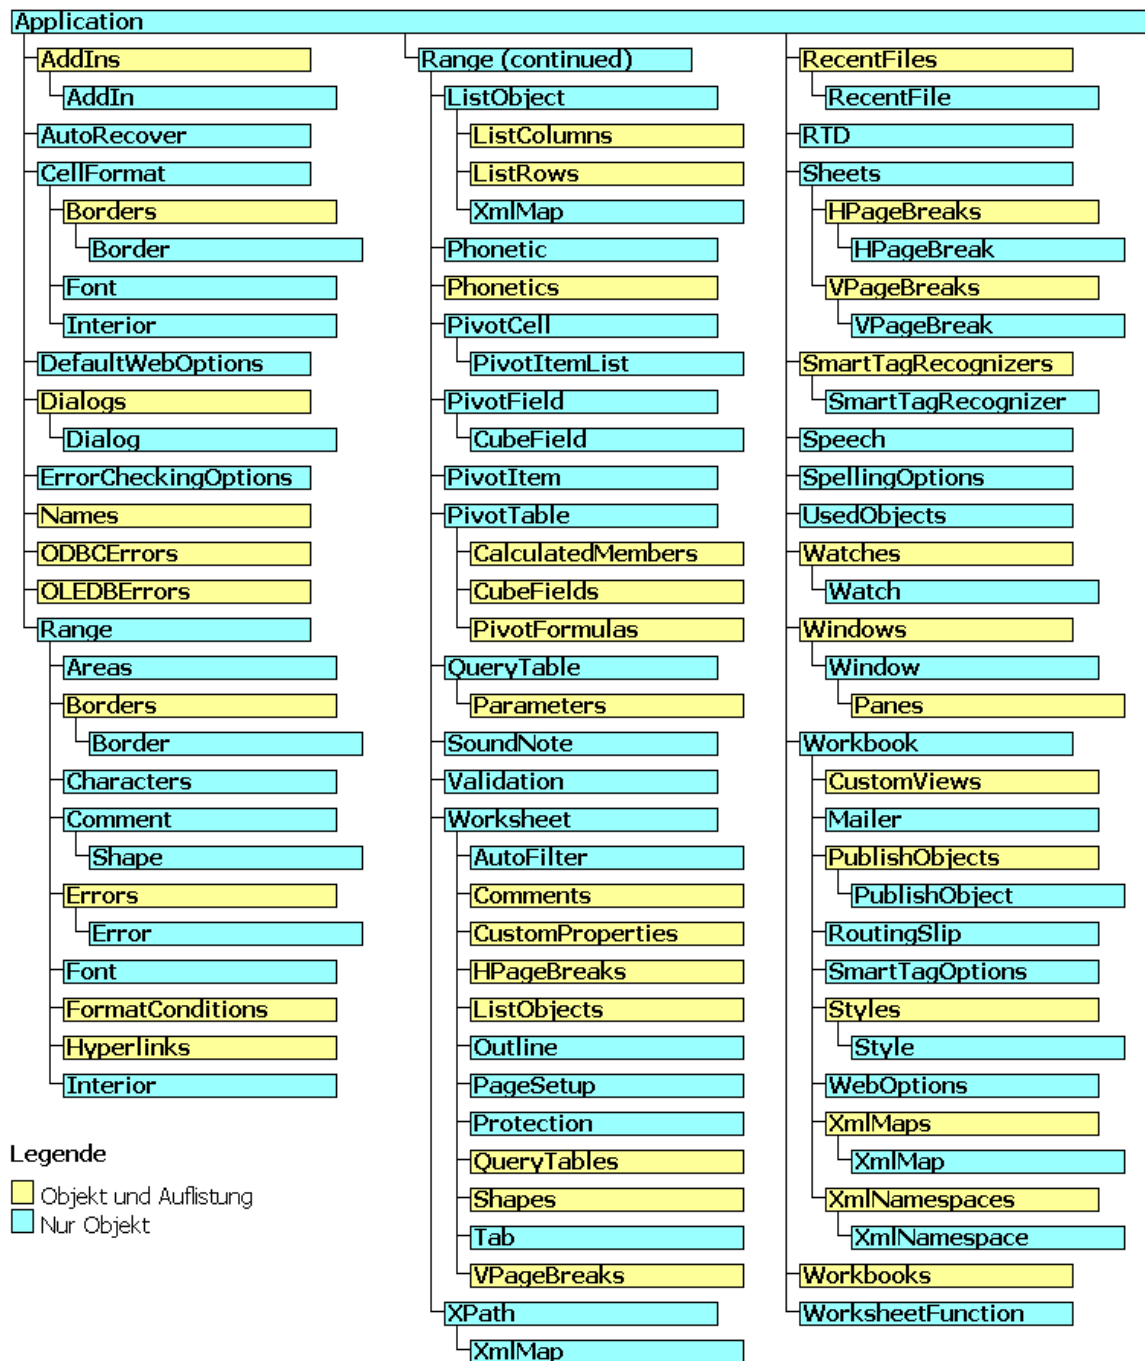 Application
AddIns
AddIn
AutoRecover
CellFormat
Borders
Border
Font
Interior
DefaultWebOptions
Dialogs
Dialog
ErrorCheckingOptions
Names
ODBCErrors
OLEDBErrors
Range
Areas
Borders
Border
Characters
Comment
Shape
Errors
Error
Font
FormatConditions
Hyperlinks
Interior
Legende
Objekt und Auflistung
Nur Objekt
Range (continued)
ListObject
ListColumns
ListRows
XmlMap
Phonetic
Phonetics
PivotCell
PivotItemList
PivotField
CubeField
PivotItem
PivotTable
CalculatedMembers
CubeFields
PivotFormulas
QueryTable
Parameters
SoundNote
Validation
Worksheet
AutoFilter
Comments
CustomProperties
HPageBreaks
ListObjects
Outline
PageSetup
Protection
QueryTables
Shapes
Tab
VPageBreaks
XPath
XmlMap
RecentFiles
RecentFile
RTD
Sheets
HPageBreaks
HPageBreak
VPageBreaks
VPageBreak
SmartTagRecognizers
SmartTagRecognizer
Speech
SpellingOptions
UsedObjects
Watches
Watch
Windows
Window
Panes
Workbook
CustomViews
Mailer
PublishObjects
PublishObject
RoutingSlip
SmartTagOptions
Styles
Style
WebOptions
XmlMaps
XmlMap
XmlNamespaces
XmlNamespace
Workbooks
WorksheetFunction